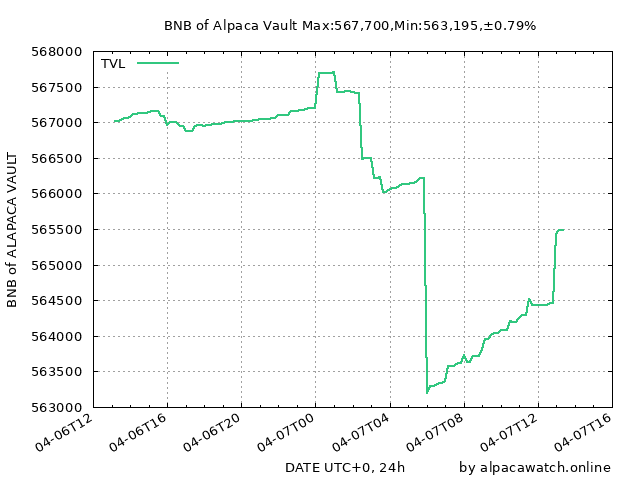 BNB of Alpaca Vault Max:567,700,Min:563,195,±0.79%
568000
TVL
567500
567000
566500
566000
565500
565000
564500
564000
563500
563000
BNB of ALAPACA VAULT
04-06T12
04-06T16
04-06T20
04-07T00
04-07T04
04-07T08
04-07T12
04-07T16
DATE UTC+0, 24h
by alpacawatch.online